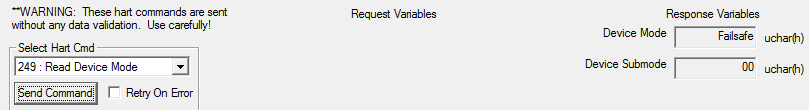 **WARNING: These hart commands are sent
without any data validation. Use carefully!
Select Hart Cmd
249 : Read Device Mode
Send Command
Retry On Error
Request Variables
Response Variables
Device Mode Failsafe uchar(h)
Device Submode 00 uchar(h)